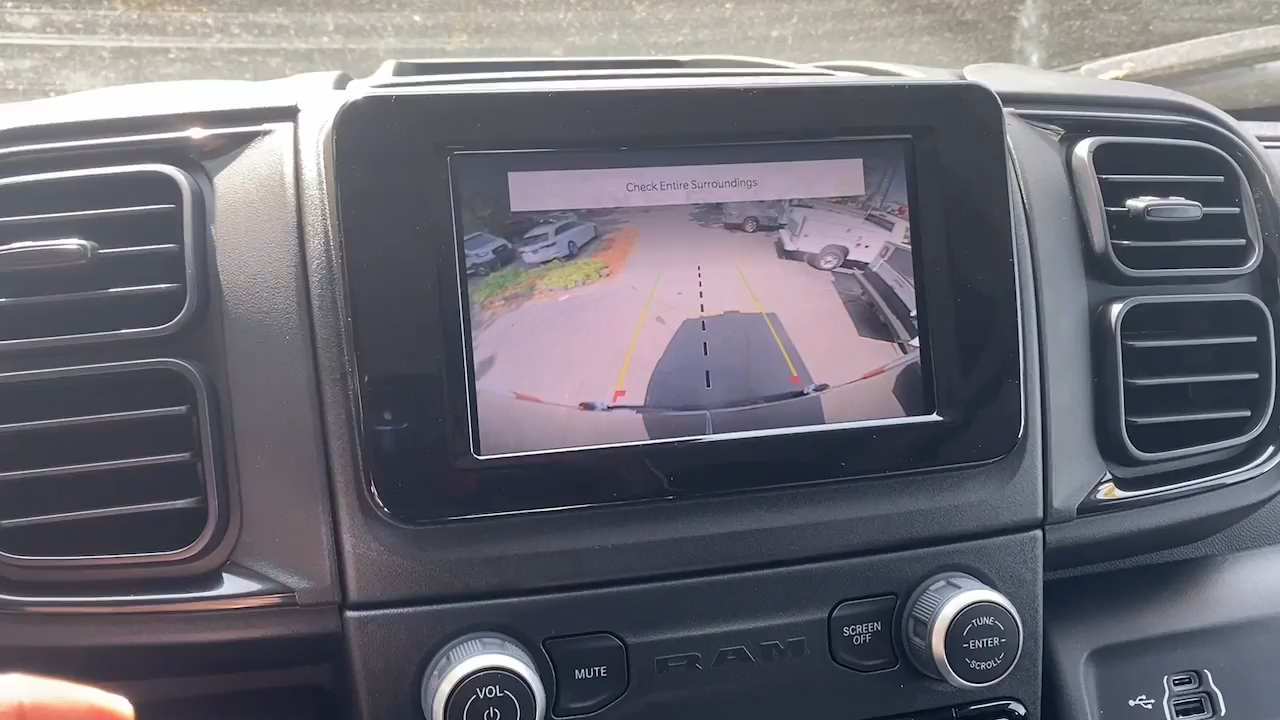 Check Entire Surroundings
SCREEN
OFF
TUNE
ENTER
SCROLL
RAM
MUTE
VOL